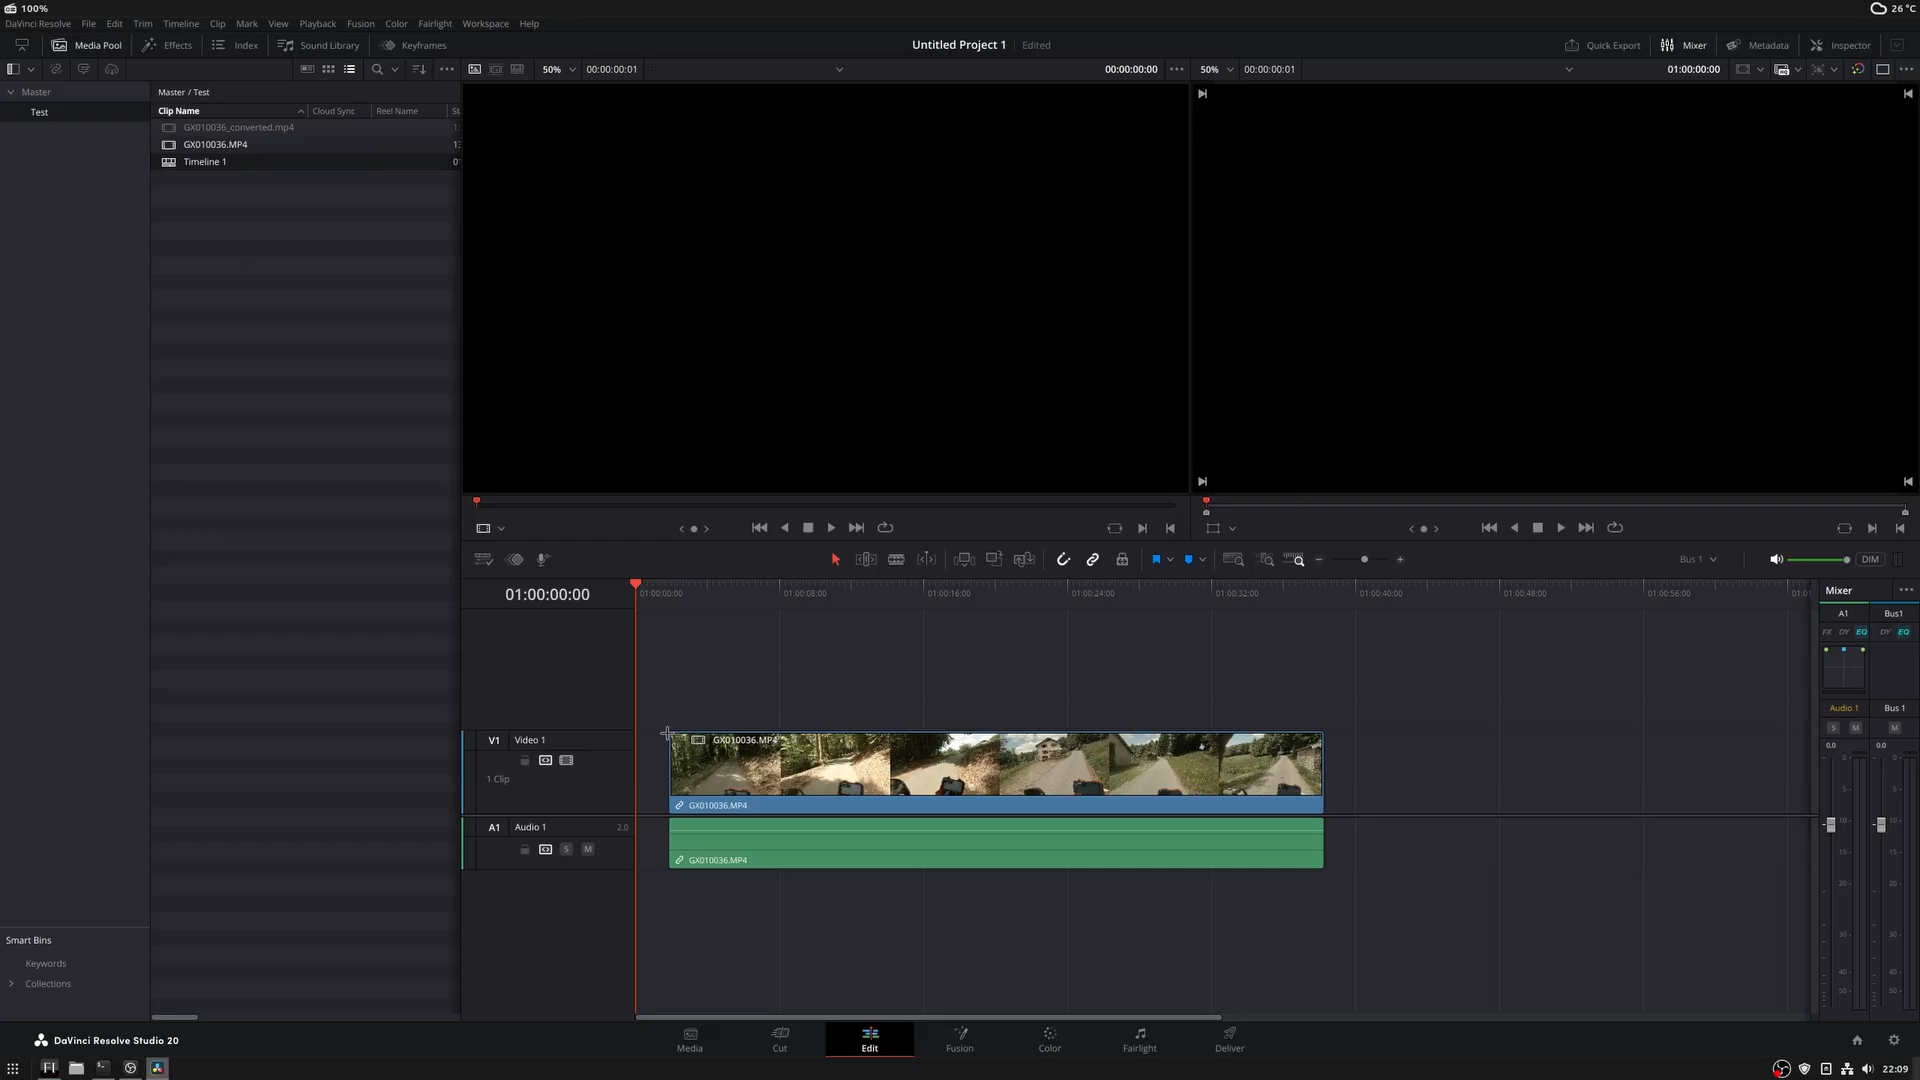 100%
26 °C
DaVinci Resolve File Edit Trim Timeline Clip Mark View Playback Fusion Color Fairlight Workspace Help
Media Pool Effects Index Sound Library Keyframes Untitled Project 1 Edited Quick Export Mixer Metadata Inspector
50% 00:00:00:01 00:00:00:00 50% 00:00:00:01 01:00:00:00
Master
Test
Master / Test
Clip Name Cloud Sync Reel Name
GX010036_converted.mp4
GX010036.MP4
Timeline 1
Bus 1 DIM
01:00:00:00
01:00:00:00 01:00:08:00 01:00:16:00 01:00:24:00 01:00:32:00 01:00:40:00 01:00:48:00 01:00:56:00
V1 Video 1
1 Clip
GX010036.MP4
GX010036.MP4
A1 Audio 1 2.0
S M
GX010036.MP4
Mixer
A1 Bus1
FX DY EQ DY EQ
Audio 1 Bus 1
S M M
0.0 0.0
0 0
5 5
10 10
15 15
20 20
30 30
40 40
50 50
Smart Bins
Keywords
Collections
DaVinci Resolve Studio 20
Media Cut Edit Fusion Color Fairlight Deliver
22:09